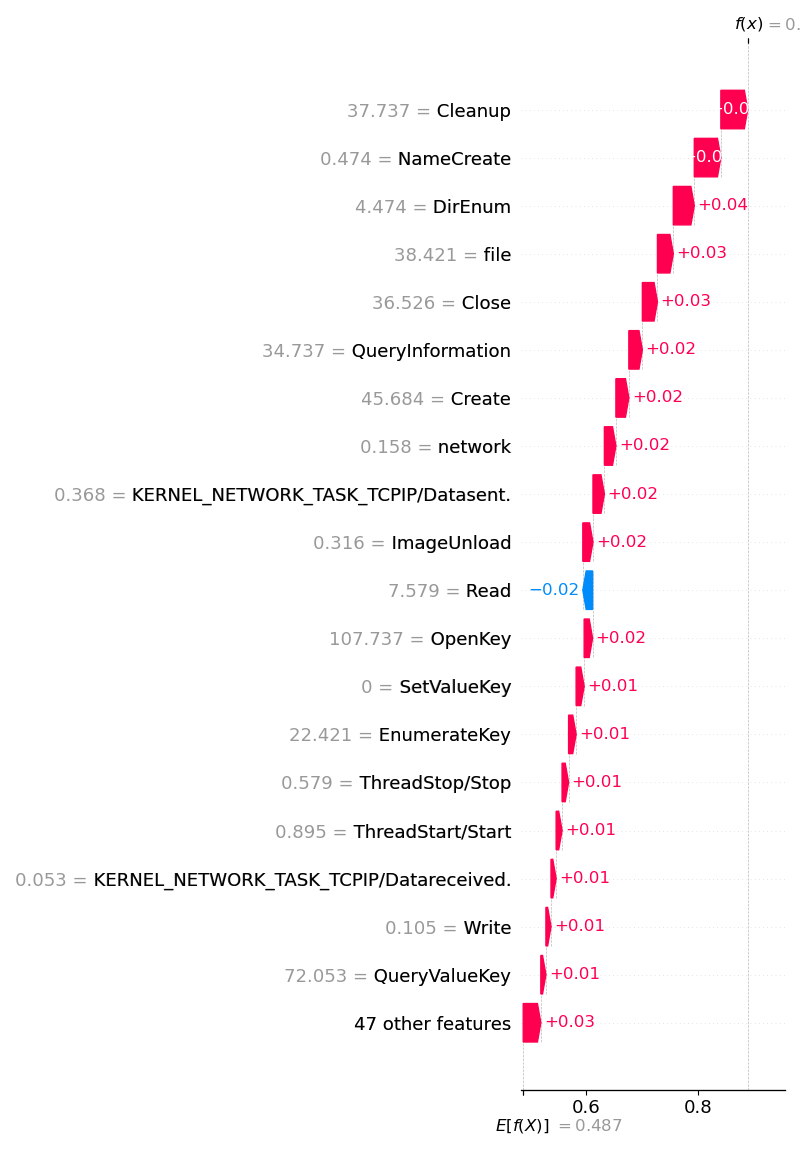 f(x) = 0.
37.737 = Cleanup
0.474 = NameCreate
4.474 = DirEnum +0.04
38.421 = file +0.03
36.526 = Close +0.03
34.737 = QueryInformation +0.02
45.684 = Create +0.02
0.158 = network +0.02
0.368 = KERNEL_NETWORK_TASK_TCPIP/Datasent. +0.02
0.316 = ImageUnload +0.02
7.579 = Read −0.02
107.737 = OpenKey +0.02
0 = SetValueKey +0.01
22.421 = EnumerateKey +0.01
0.579 = ThreadStop/Stop +0.01
0.895 = ThreadStart/Start +0.01
0.053 = KERNEL_NETWORK_TASK_TCPIP/Datareceived. +0.01
0.105 = Write +0.01
72.053 = QueryValueKey +0.01
47 other features +0.03
0.6 0.8
E[f(X)] = 0.487